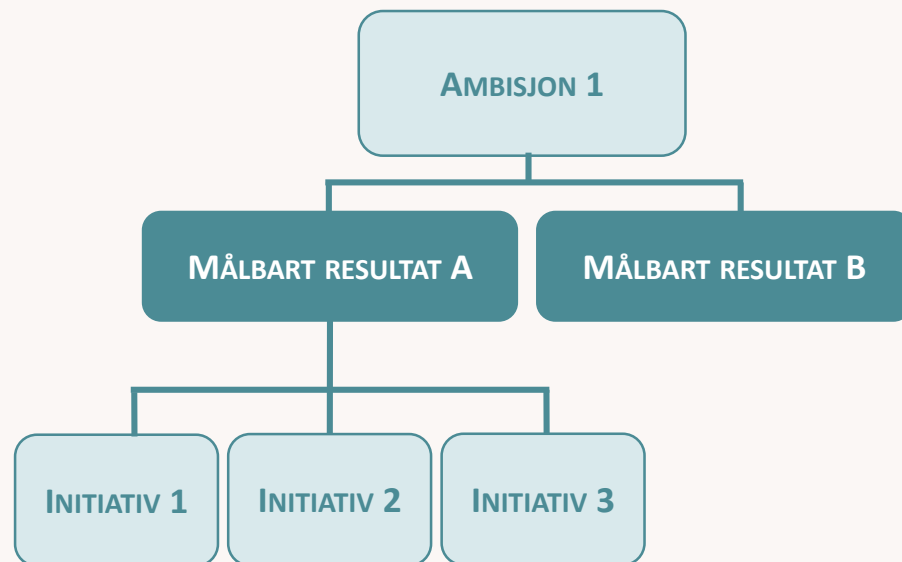 AMBISJON 1
MÅLBART RESULTAT A
MÅLBART RESULTAT B
INITIATIV 1
INITIATIV 2
INITIATIV 3